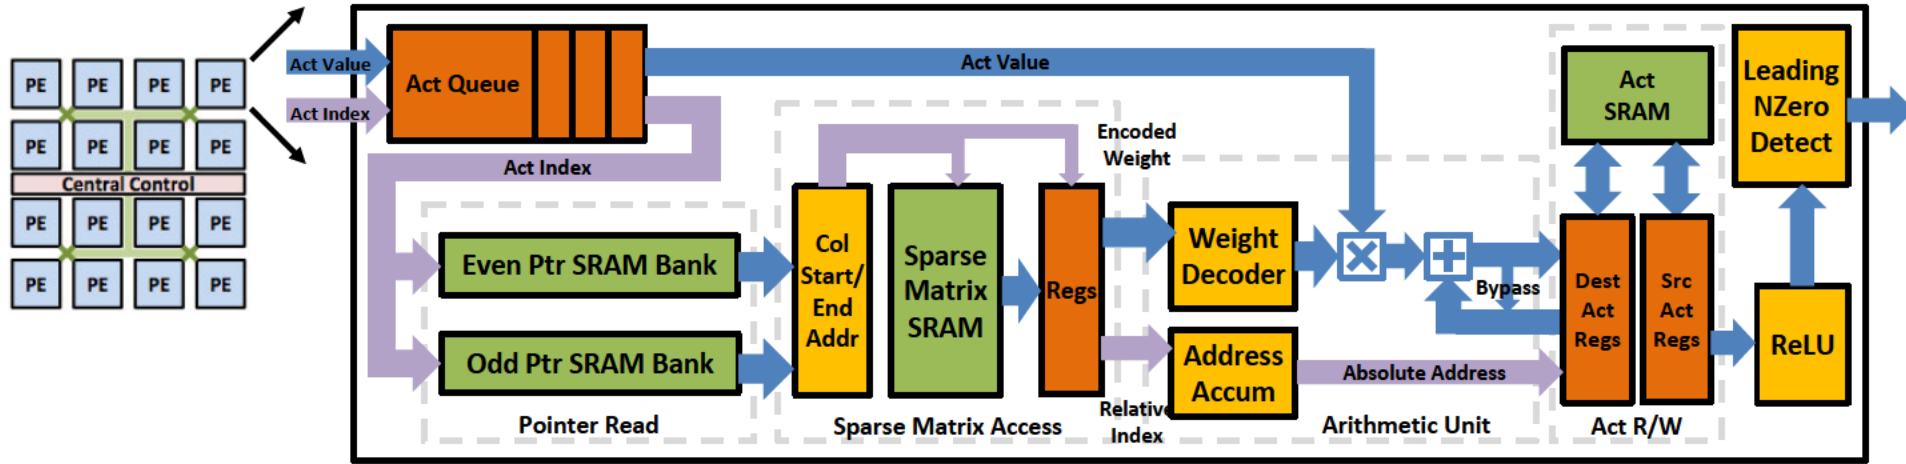 PE PE PE PE
PE PE PE PE
Central Control
PE PE PE PE
PE PE PE PE
Act Value
Act Index
Act Queue
Act Value
Act Index
Even Ptr SRAM Bank
Odd Ptr SRAM Bank
Pointer Read
Col
Start/
End
Addr
Sparse
Matrix
SRAM
Regs
Sparse Matrix Access
Encoded
Weight
Relative
Index
Weight
Decoder
Address
Accum
Bypass
Absolute Address
Arithmetic Unit
Act
SRAM
Dest
Act
Regs
Src
Act
Regs
Act R/W
Leading
NZero
Detect
ReLU